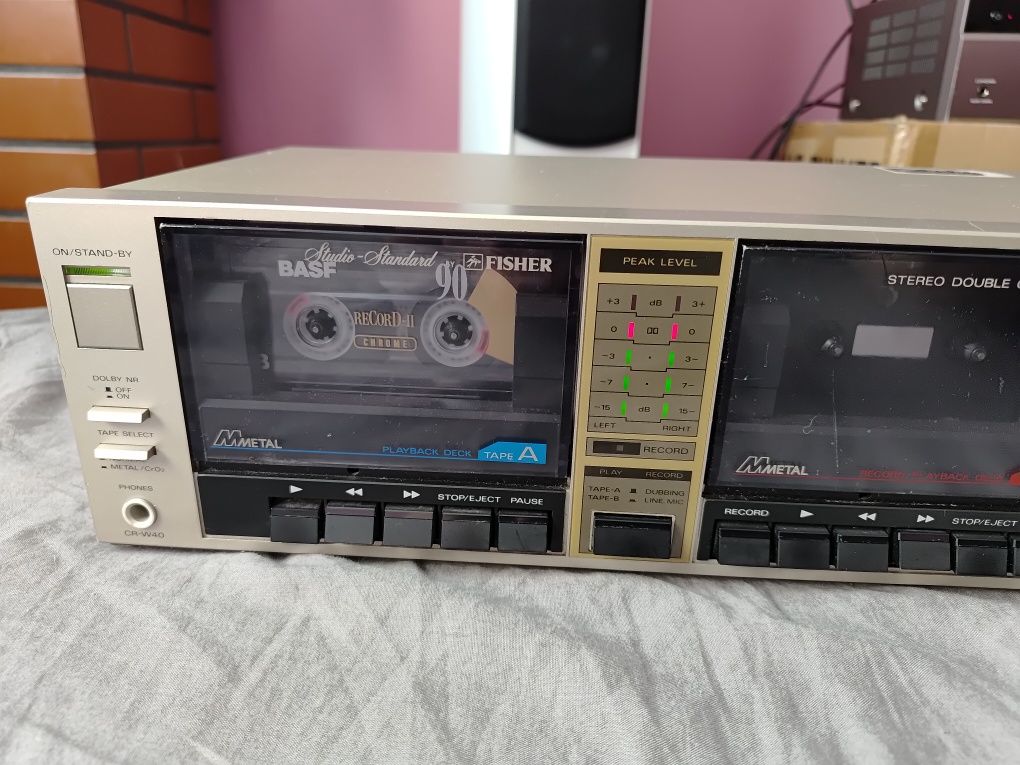 ON/STAND-BY
DOLBY NR
OFF
ON
TAPE SELECT
METAL/CrO₂
PHONES
CR-W40
Studio-Standard BY FISHER
BASF
90
RECORD-II
CHROME
METAL
PLAYBACK DECK TAPE A
STOP/EJECT PAUSE
PEAK LEVEL
+3 dB 3+
0 0
-3 3-
-7 7-
-15 dB 15-
LEFT RIGHT
RECORD
PLAY RECORD
TAPE-A DUBBING
TAPE-B LINE, MIC
STEREO DOUBLE
METAL
RECORD/PLAYBACK DECK
RECORD STOP/EJECT